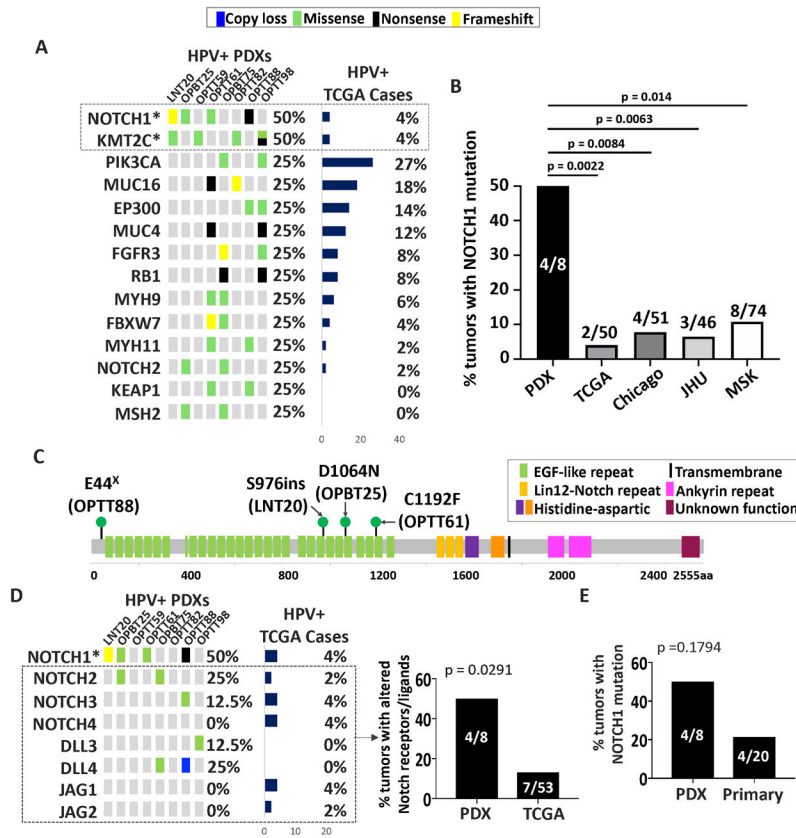 Copy loss Missense Nonsense Frameshift
A
HPV+ PDXs
LNT20 OPBT25 OPTT59 OPTT61 OPBT75 OPTT82 OPTT88 OPTT98
HPV+
TCGA Cases
NOTCH1* 50% 4%
KMT2C* 50% 4%
PIK3CA 25% 27%
MUC16 25% 18%
EP300 25% 14%
MUC4 25% 12%
FGFR3 25% 8%
RB1 25% 8%
MYH9 25% 6%
FBXW7 25% 4%
MYH11 25% 2%
NOTCH2 25% 2%
KEAP1 25% 0%
MSH2 25% 0%
0 20 40
B
p = 0.014
p = 0.0063
p = 0.0084
p = 0.0022
% tumors with NOTCH1 mutation
50
40
30
20
10
0
4/8 2/50 4/51 3/46 8/74
PDX TCGA Chicago JHU MSK
C
E44X
(OPTT88)
S976ins
(LNT20)
D1064N
(OPBT25)
C1192F
(OPTT61)
EGF-like repeat Transmembrane
Lin12-Notch repeat Ankyrin repeat
Histidine-aspartic Unknown function
0 400 800 1200 1600 2000 2400 2555aa
D
HPV+ PDXs
LNT20 OPBT25 OPTT59 OPTT61 OPBT75 OPTT82 OPTT88 OPTT98
HPV+
TCGA Cases
NOTCH1* 50% 4%
NOTCH2 25% 2%
NOTCH3 12.5% 4%
NOTCH4 0% 4%
DLL3 12.5% 0%
DLL4 25% 0%
JAG1 0% 4%
JAG2 0% 2%
0 20
% tumors with altered
Notch receptors/ligands
p = 0.0291
60
40
20
0
4/8 7/53
PDX TCGA
E
% tumors with
NOTCH1 mutation
p =0.1794
60
40
20
0
4/8 4/20
PDX Primary